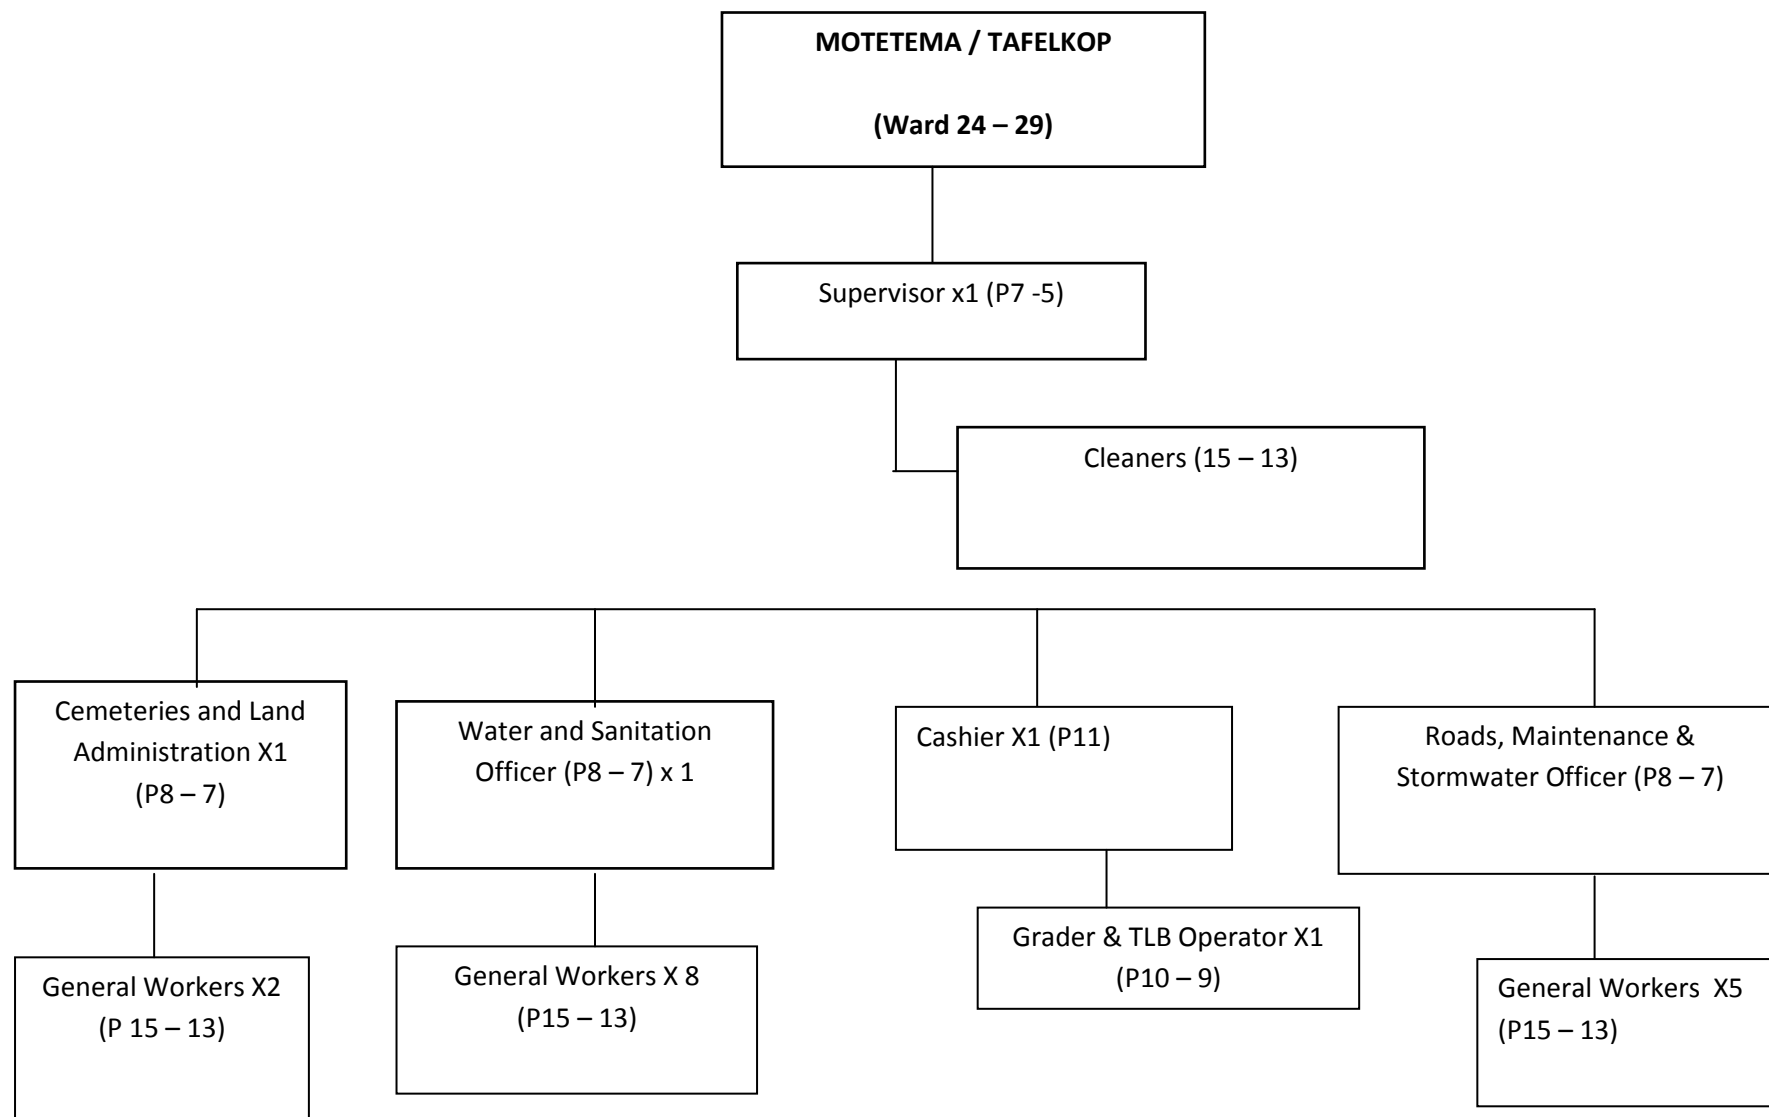 MOTETEMA / TAFELKOP
(Ward 24 – 29)
Supervisor x1 (P7 -5)
Cleaners (15 – 13)
Cemeteries and Land
Administration X1
(P8 – 7)
Water and Sanitation
Officer (P8 – 7) x 1
Cashier X1 (P11)
Roads, Maintenance &
Stormwater Officer (P8 – 7)
General Workers X2
(P 15 – 13)
General Workers X 8
(P15 – 13)
Grader & TLB Operator X1
(P10 – 9)
General Workers  X5
(P15 – 13)